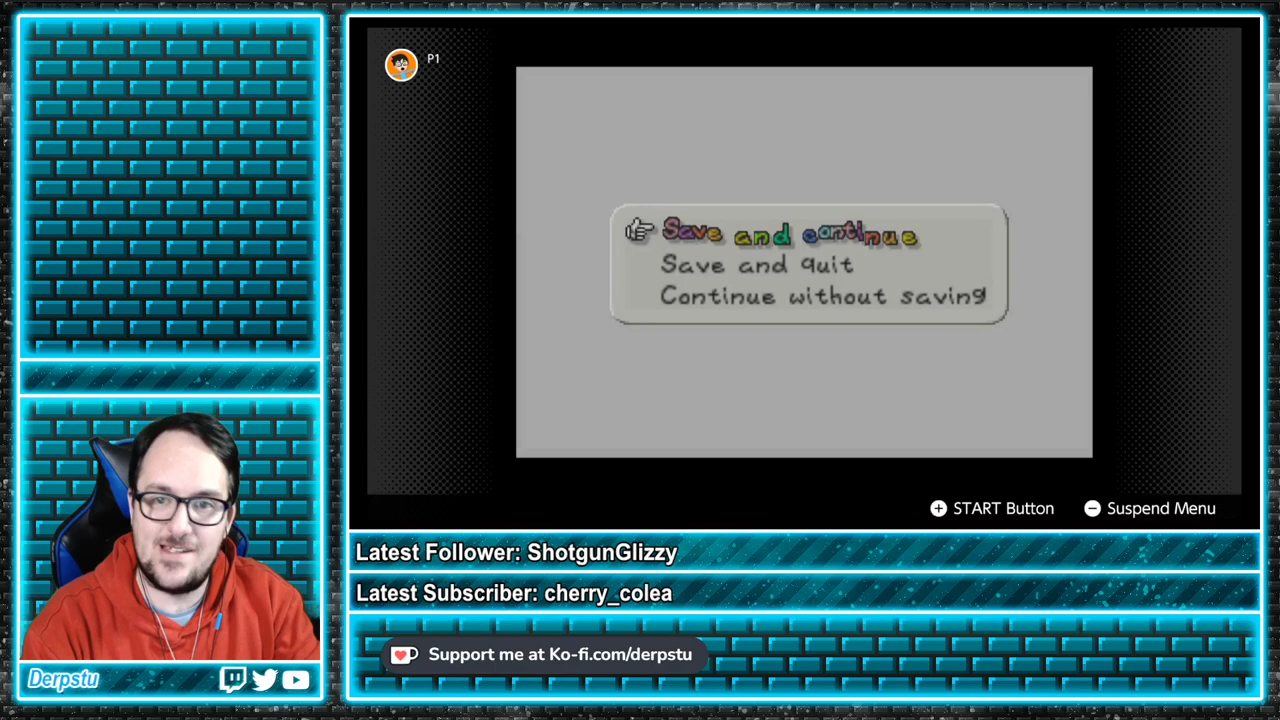 P1
Save and continue
Save and quit
Continue without saving
START Button
Suspend Menu
Latest Follower: ShotgunGlizzy
Latest Subscriber: cherry_colea
Support me at Ko-fi.com/derpstu
Derpstu